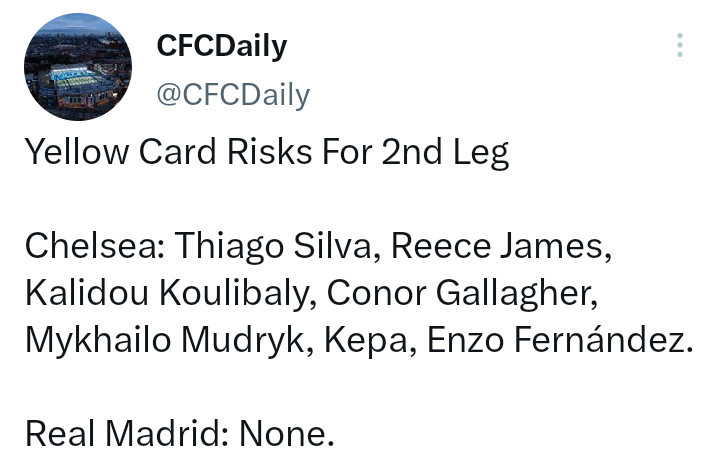 CFCDaily
@CFCDaily
Yellow Card Risks For 2nd Leg
Chelsea: Thiago Silva, Reece James,
Kalidou Koulibaly, Conor Gallagher,
Mykhailo Mudryk, Kepa, Enzo Fernández.
Real Madrid: None.